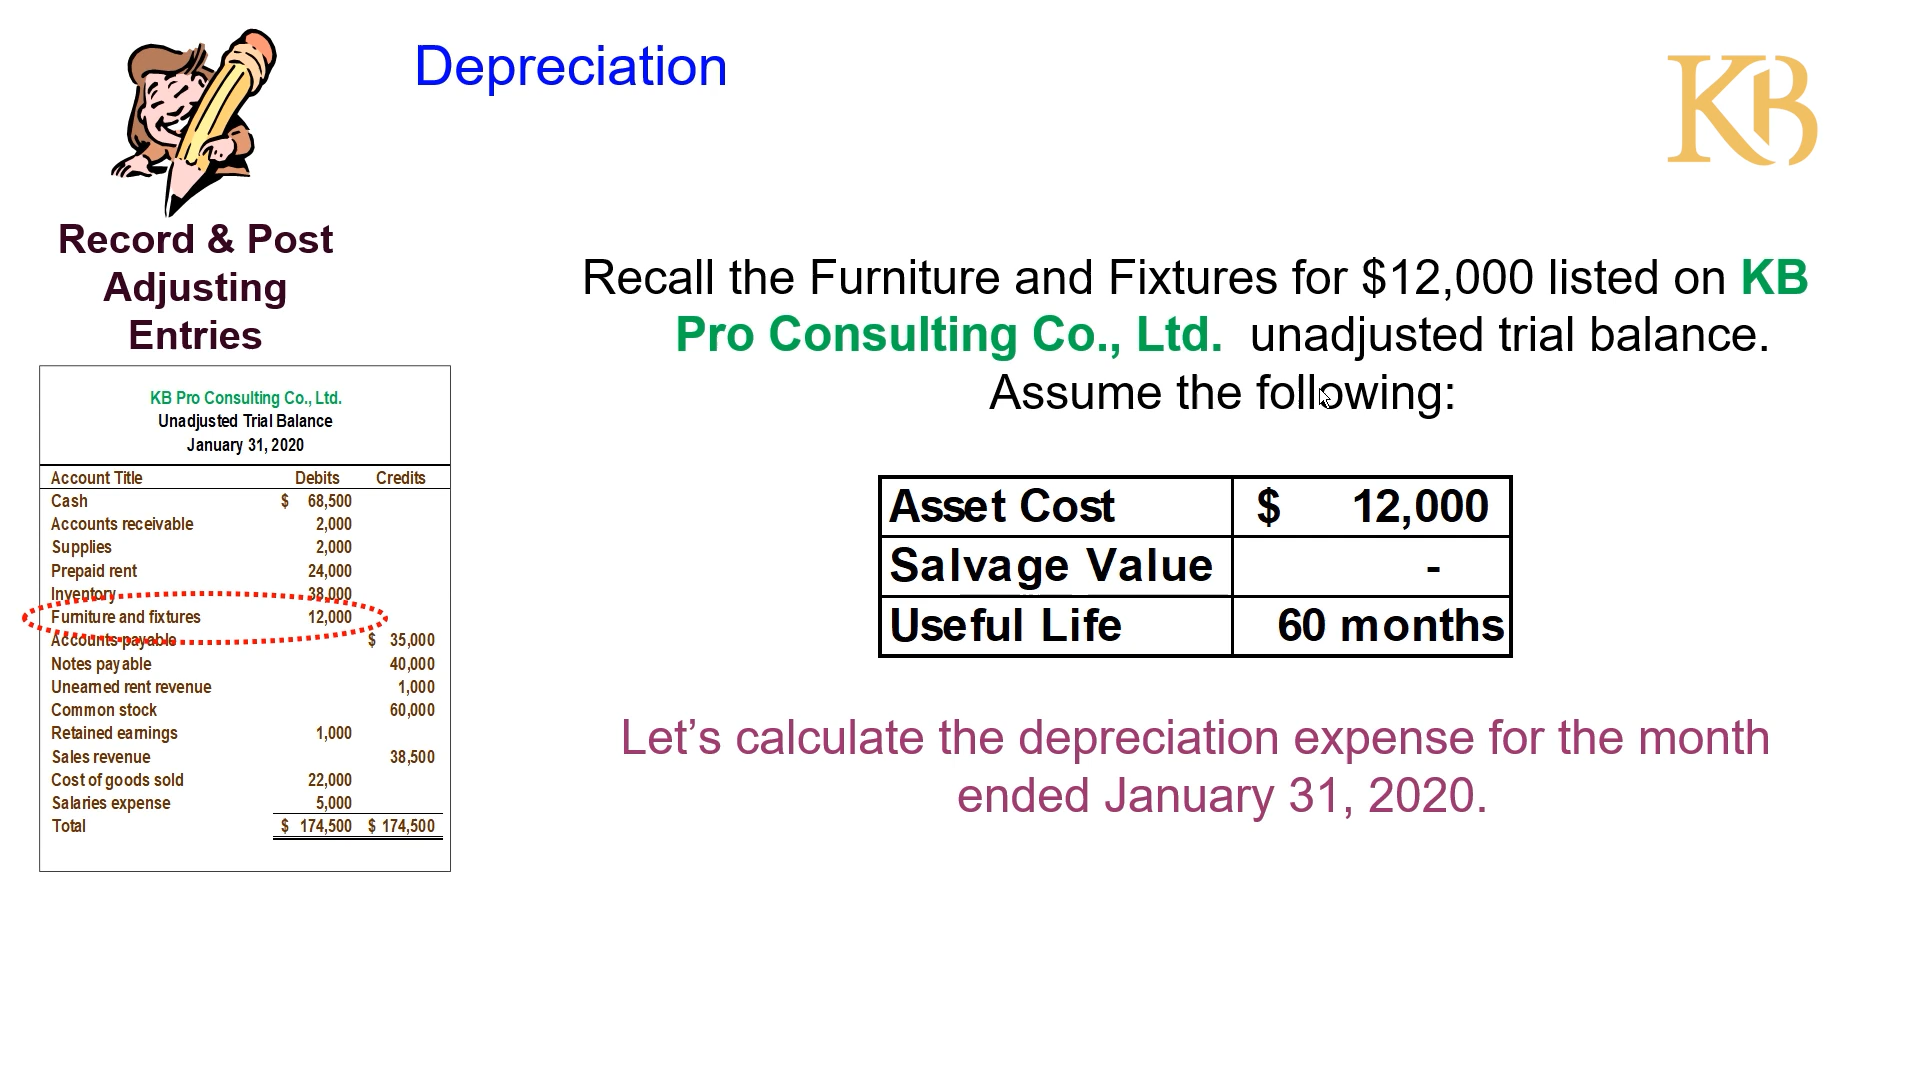 Depreciation
KB
Record & Post
Adjusting
Entries
KB Pro Consulting Co., Ltd.
Unadjusted Trial Balance
January 31, 2020
Account Title Debits Credits
Cash $ 68,500
Accounts receivable 2,000
Supplies 2,000
Prepaid rent 24,000
Inventory 38,000
Furniture and fixtures 12,000
Accounts payable $ 35,000
Notes payable 40,000
Unearned rent revenue 1,000
Common stock 60,000
Retained earnings 1,000
Sales revenue 38,500
Cost of goods sold 22,000
Salaries expense 5,000
Total $ 174,500 $ 174,500
Recall the Furniture and Fixtures for $12,000 listed on KB
Pro Consulting Co., Ltd. unadjusted trial balance.
Assume the following:
Asset Cost $ 12,000
Salvage Value -
Useful Life 60 months
Let’s calculate the depreciation expense for the month
ended January 31, 2020.